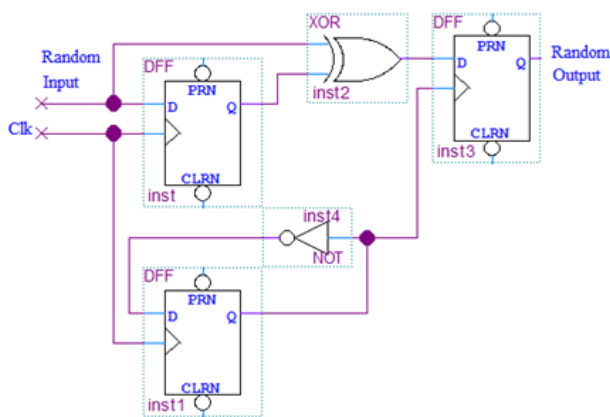 XOR
DFF
PRN
Random
Input
Random
Output
DFF
PRN
D
Q
D
Q
Clk
inst2
CLRN
inst3
CLRN
inst
inst4
NOT
DFF
PRN
D
Q
CLRN
inst1